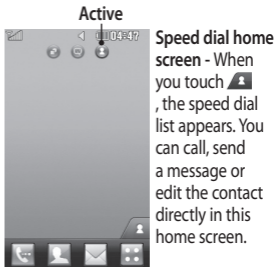 Active
04:47
Speed dial home
screen - When
you touch
, the speed dial
list appears. You
can call, send
a message or
edit the contact
directly in this
home screen.